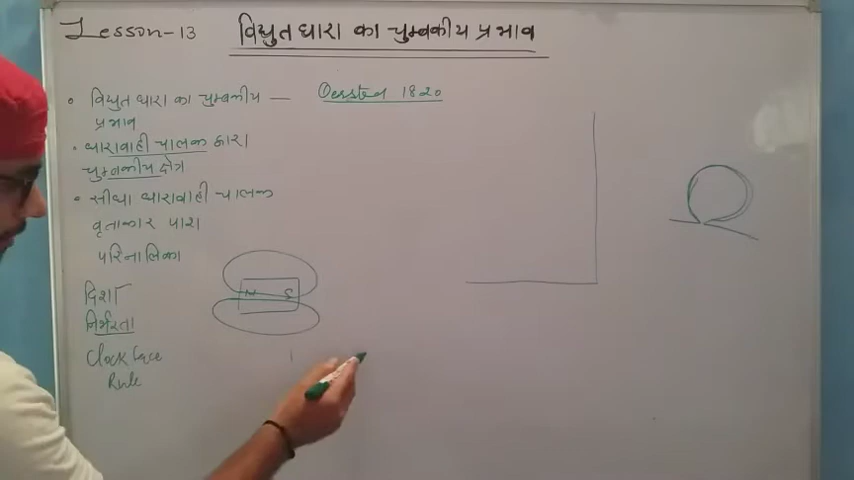 Lesson-13
विद्युत धारा का चुम्बकीय प्रभाव
• विद्युत धारा का चुम्बकीय — Oersted 1820
प्रभाव
• धारावाही चालक द्वारा
चुम्बकीय क्षेत्र
• सीधा धारावाही चालक
वृताकार पाश
परिनालिका
दिशा
निर्भरता
N S
Clock face
Rule